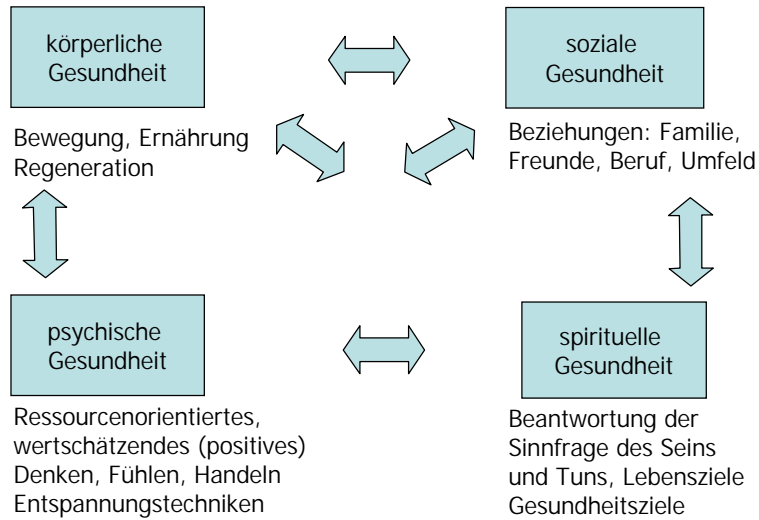 körperliche
Gesundheit
Bewegung, Ernährung
Regeneration
soziale
Gesundheit
Beziehungen: Familie,
Freunde, Beruf, Umfeld
psychische
Gesundheit
Ressourcenorientiertes,
wertschätzendes (positives)
Denken, Fühlen, Handeln
Entspannungstechniken
spirituelle
Gesundheit
Beantwortung der
Sinnfrage des Seins
und Tuns, Lebensziele
Gesundheitsziele